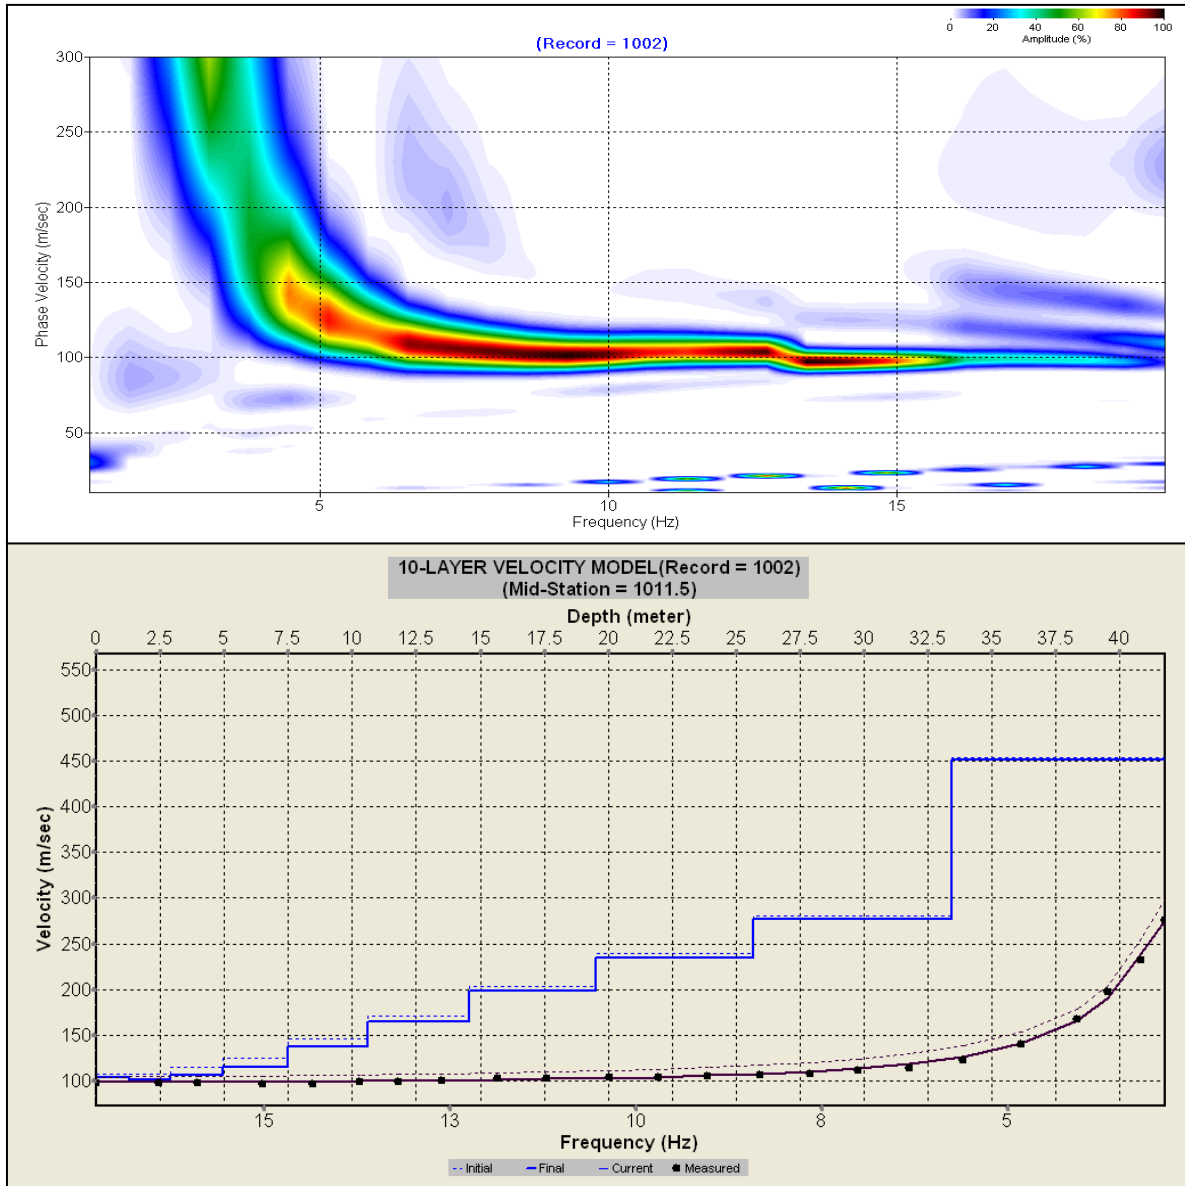 (Record = 1002)
0 20 40 60 80 100
Amplitude (%)
300
250
200
150
100
50
Phase Velocity (m/sec)
5 10 15
Frequency (Hz)
10-LAYER VELOCITY MODEL(Record = 1002)
(Mid-Station = 1011.5)
Depth (meter)
0 2.5 5 7.5 10 12.5 15 17.5 20 22.5 25 27.5 30 32.5 35 37.5 40
550
500
450
400
350
300
250
200
150
100
Velocity (m/sec)
15 13 10 8 5
Frequency (Hz)
Initial Final Current Measured